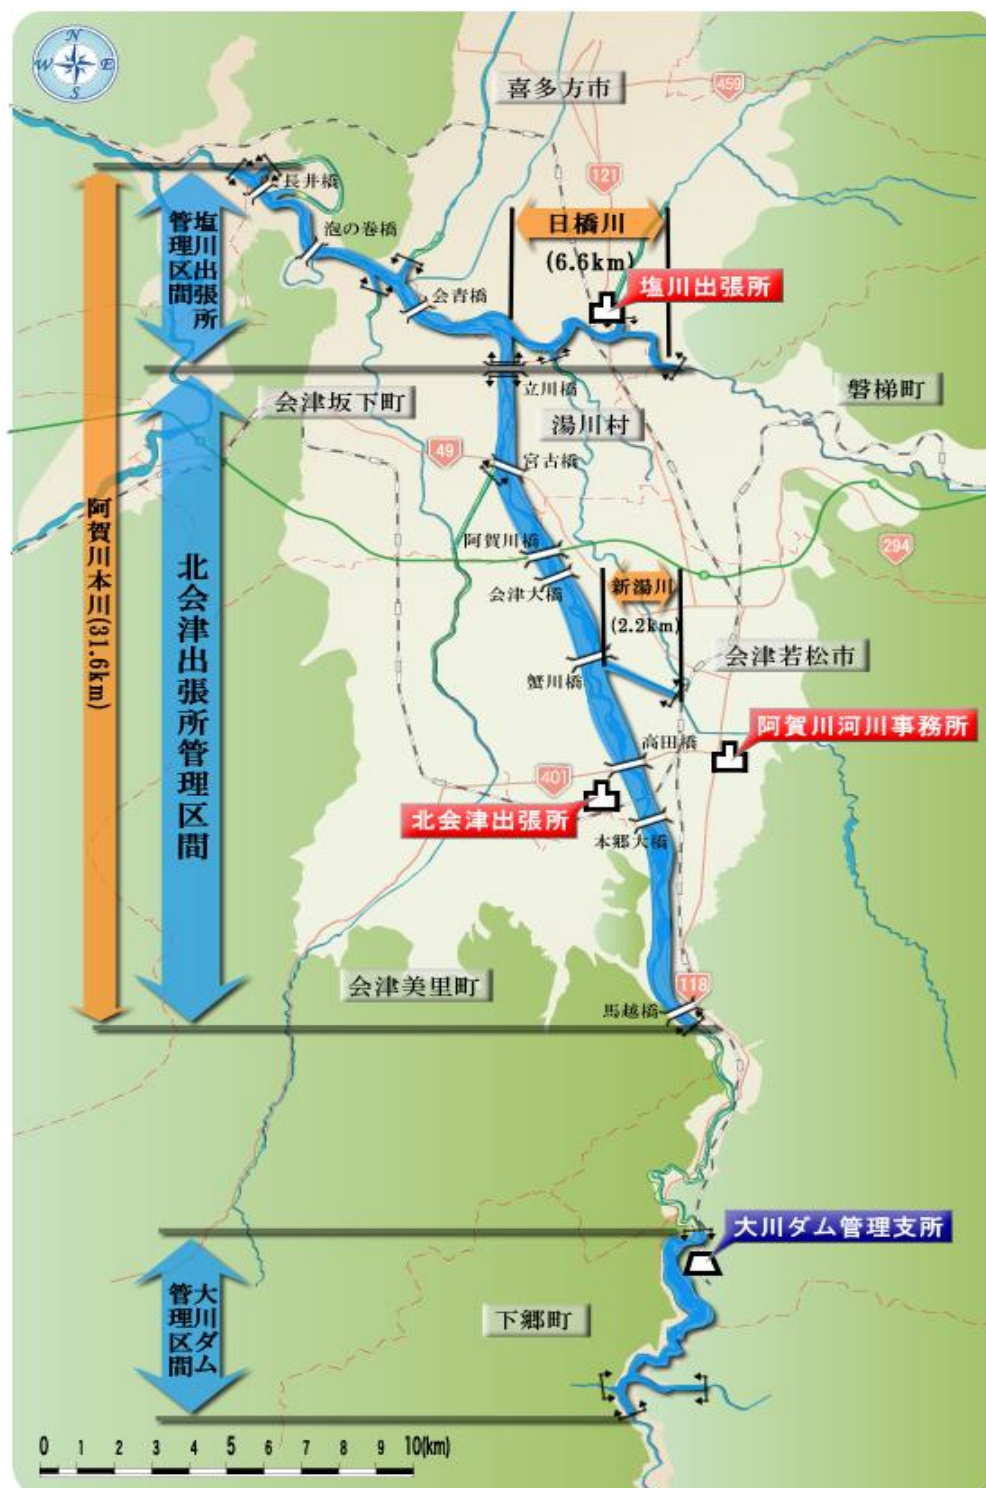 N
W
E
S
喜多方市
459
121
長井橋
泡の巻橋
日橋川
(6.6km)
塩川出張所
塩川出張所
管理区間
会青橋
立川橋
会津坂下町
湯川村
磐梯町
49
宮古橋
阿賀川本川(31.6km)
北会津出張所管理区間
阿賀川橋
会津大橋
新湯川
(2.2km)
294
蟹川橋
会津若松市
高田橋
阿賀川河川事務所
401
北会津出張所
本郷大橋
会津美里町
118
馬越橋
大川ダム管理支所
大川ダム
管理区間
下郷町
0 1 2 3 4 5 6 7 8 9 10(km)